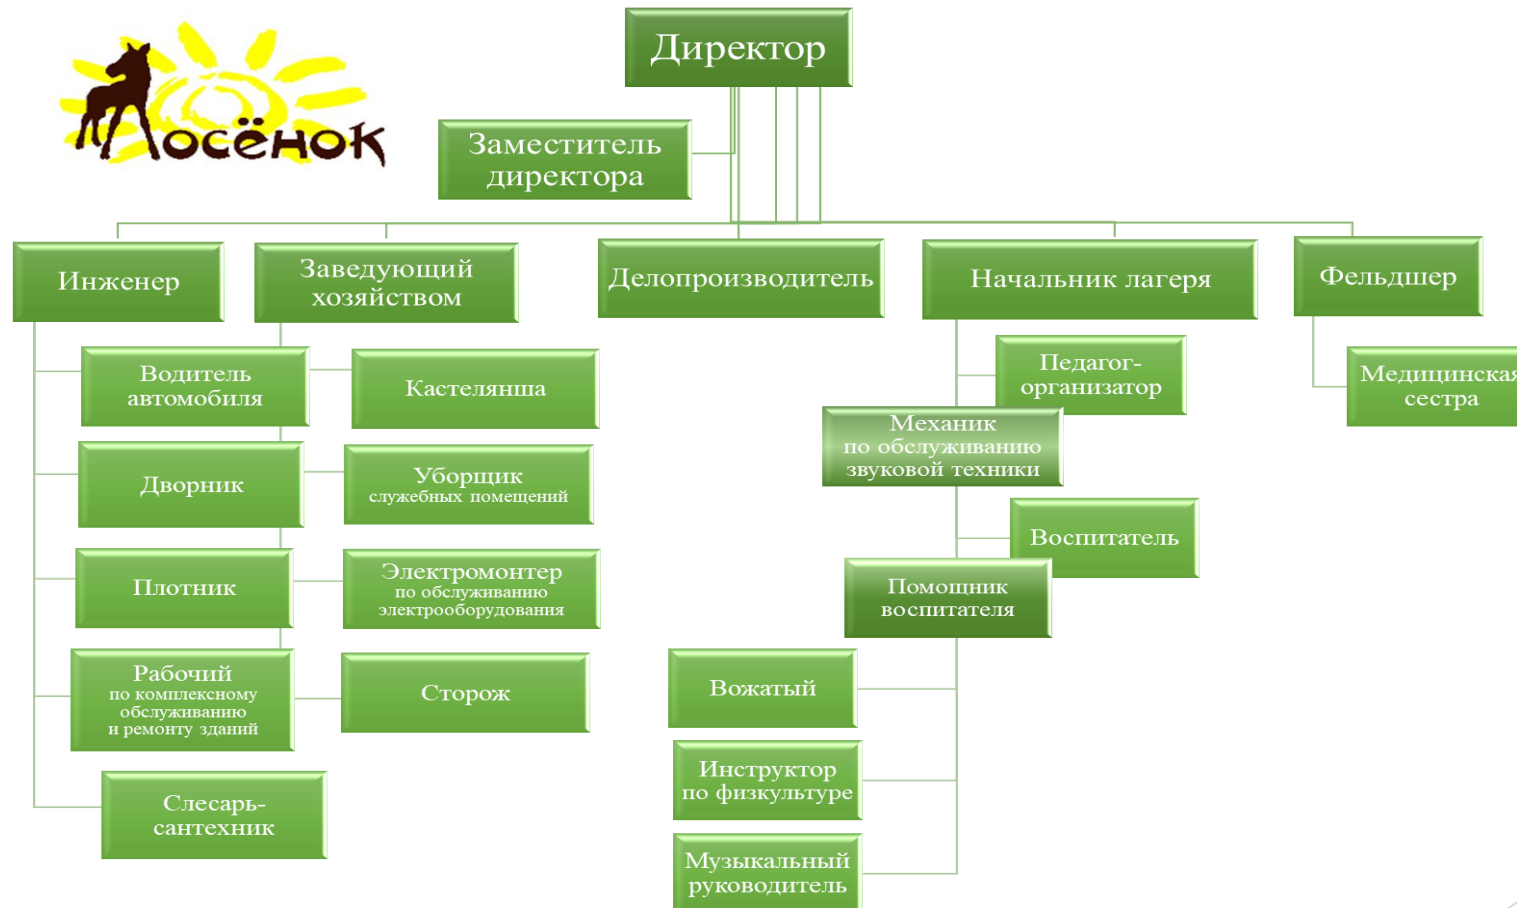 Лосёнок
Директор
Заместитель
директора
Инженер
Заведующий
хозяйством
Делопроизводитель
Начальник лагеря
Фельдшер
Водитель
автомобиля
Дворник
Плотник
Рабочий
по комплексному
обслуживанию
и ремонту зданий
Слесарь-
сантехник
Кастелянша
Уборщик
служебных помещений
Электромонтер
по обслуживанию
электрооборудования
Сторож
Педагог-
организатор
Механик
по обслуживанию
звуковой техники
Воспитатель
Помощник
воспитателя
Вожатый
Инструктор
по физкультуре
Музыкальный
руководитель
Медицинская
сестра